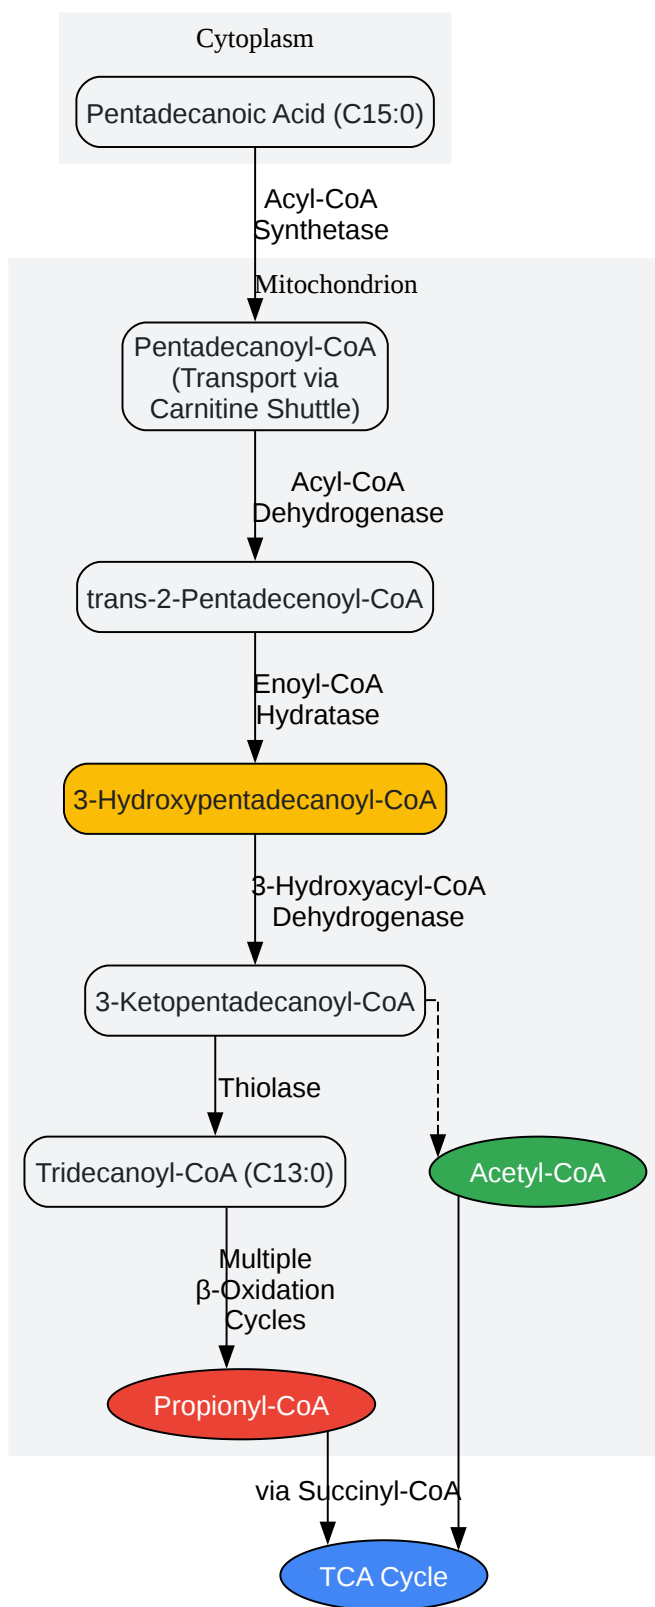 Cytoplasm
Pentadecanoic Acid (C15:0)
Acyl-CoA
Synthetase
Mitochondrion
Pentadecanoyl-CoA
(Transport via
Carnitine Shuttle)
Acyl-CoA
Dehydrogenase
trans-2-Pentadecenoyl-CoA
Enoyl-CoA
Hydratase
3-Hydroxypentadecanoyl-CoA
3-Hydroxyacyl-CoA
Dehydrogenase
3-Ketopentadecanoyl-CoA
Thiolase
Tridecanoyl-CoA (C13:0)
Acetyl-CoA
Multiple
β-Oxidation
Cycles
Propionyl-CoA
via Succinyl-CoA
TCA Cycle